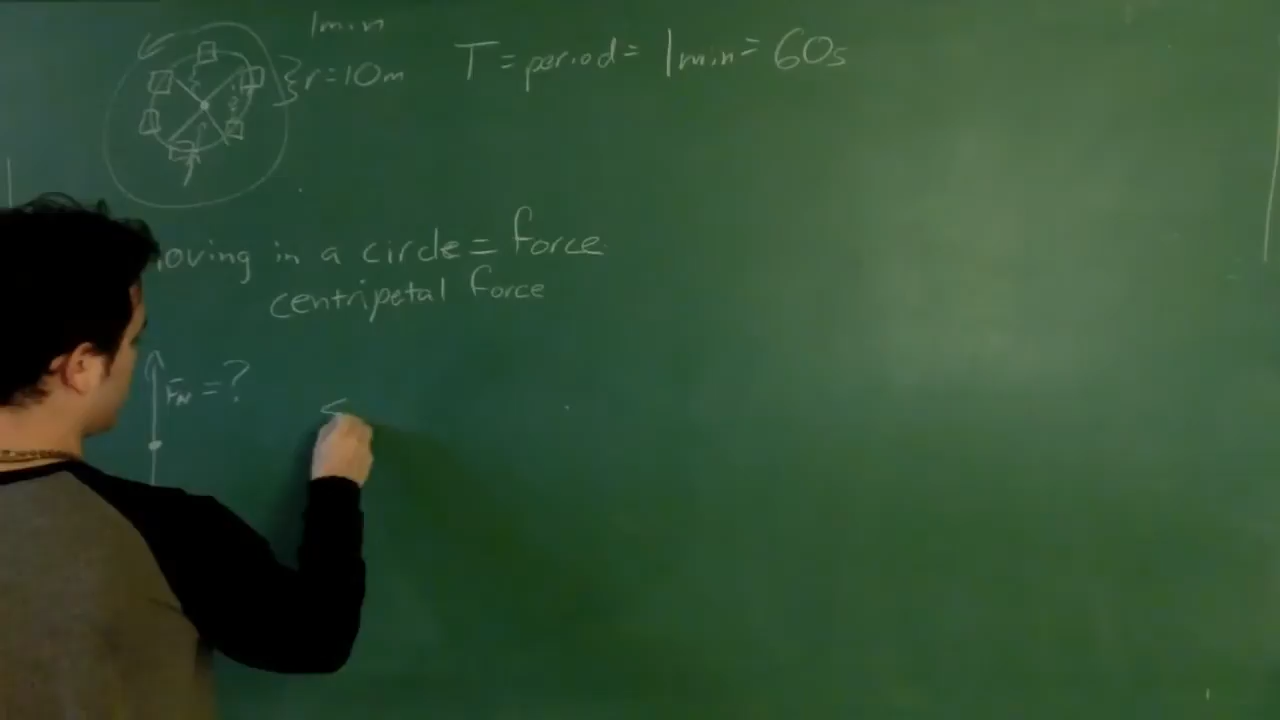 1min
r=10m
T=period= 1min= 60s
oving in a circle= force
centripetal force
F_N =?